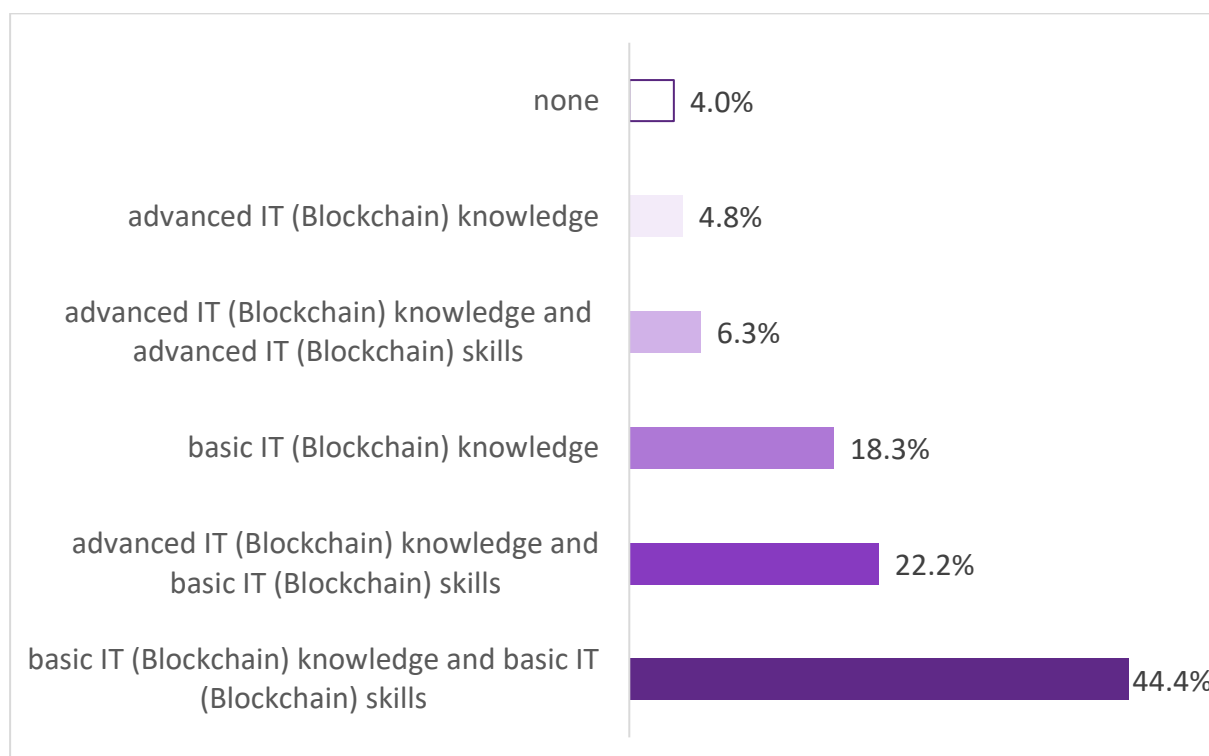 none
4.0%
advanced IT (Blockchain) knowledge
4.8%
advanced IT (Blockchain) knowledge and
advanced IT (Blockchain) skills
6.3%
basic IT (Blockchain) knowledge
18.3%
advanced IT (Blockchain) knowledge and
basic IT (Blockchain) skills
22.2%
basic IT (Blockchain) knowledge and basic IT
(Blockchain) skills
44.4%